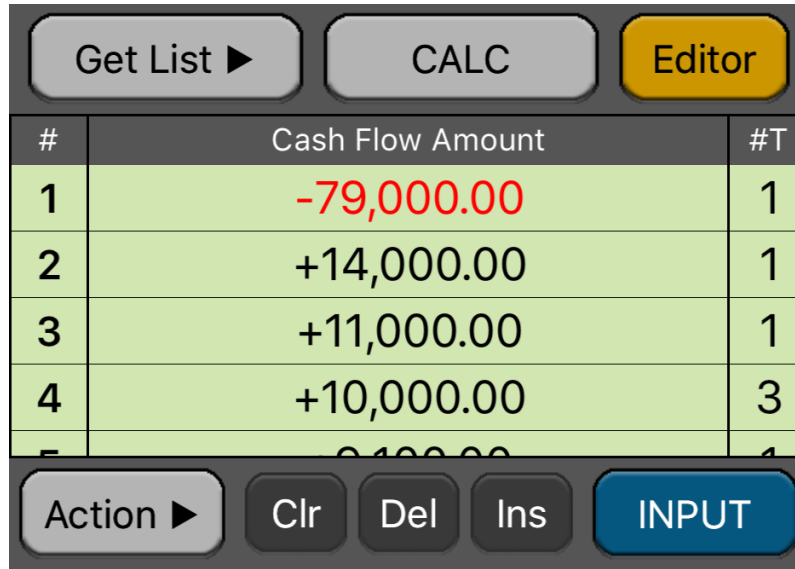 Get List ▶ CALC Editor
# Cash Flow Amount #T
1 -79,000.00 1
2 +14,000.00 1
3 +11,000.00 1
4 +10,000.00 3
Action ▶ Clr Del Ins INPUT